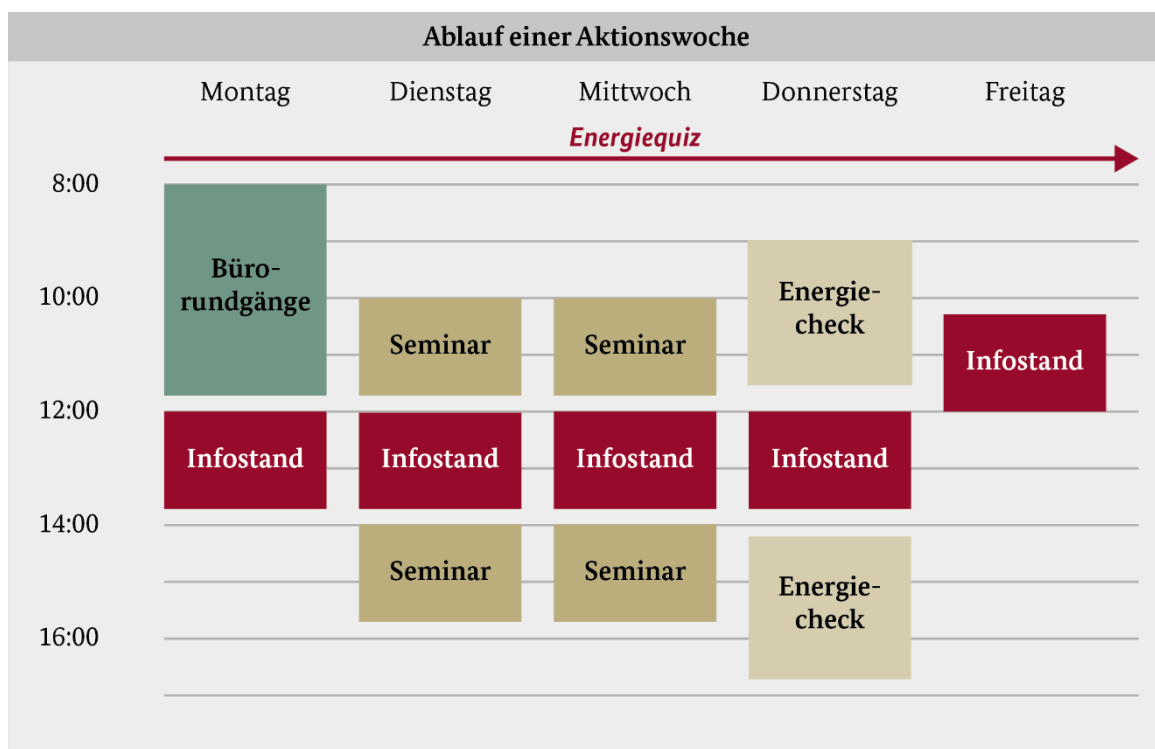 Ablauf einer Aktionswoche
Montag Dienstag Mittwoch Donnerstag Freitag
Energiequiz
8:00
Büro-
rundgänge
10:00
Seminar Seminar
Energie-
check
Infostand
12:00
Infostand Infostand Infostand Infostand
14:00
Seminar Seminar
Energie-
check
16:00